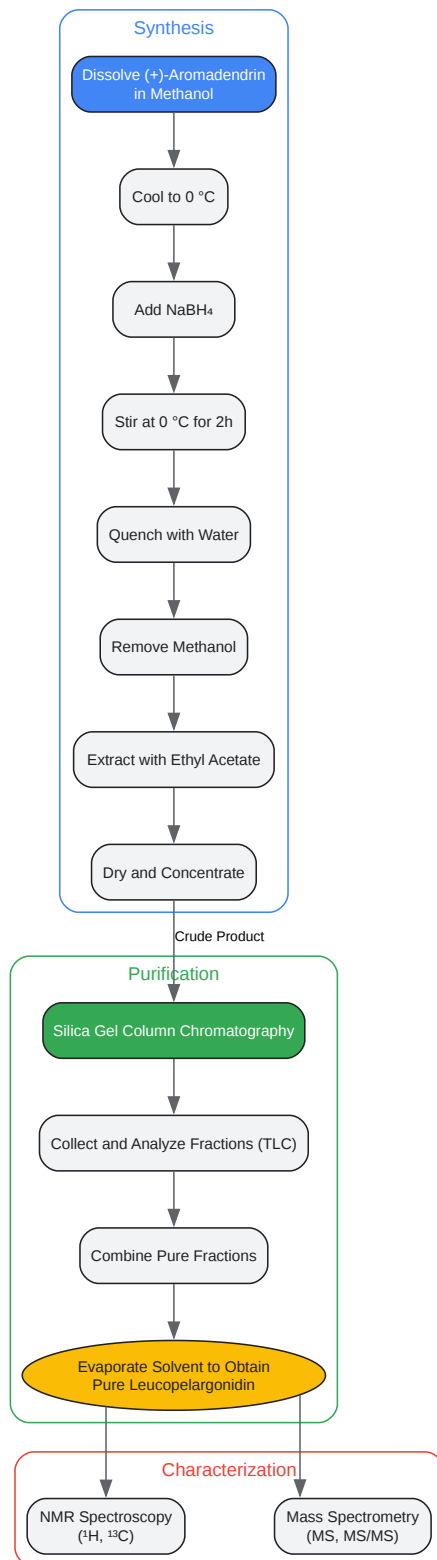 Synthesis
Dissolve (+)-Aromadendrin
in Methanol
Cool to 0 °C
Add NaBH₄
Stir at 0 °C for 2h
Quench with Water
Remove Methanol
Extract with Ethyl Acetate
Dry and Concentrate
Crude Product
Purification
Silica Gel Column Chromatography
Collect and Analyze Fractions (TLC)
Combine Pure Fractions
Evaporate Solvent to Obtain
Pure Leucopelargonidin
Characterization
NMR Spectroscopy
(¹H, ¹³C)
Mass Spectrometry
(MS, MS/MS)